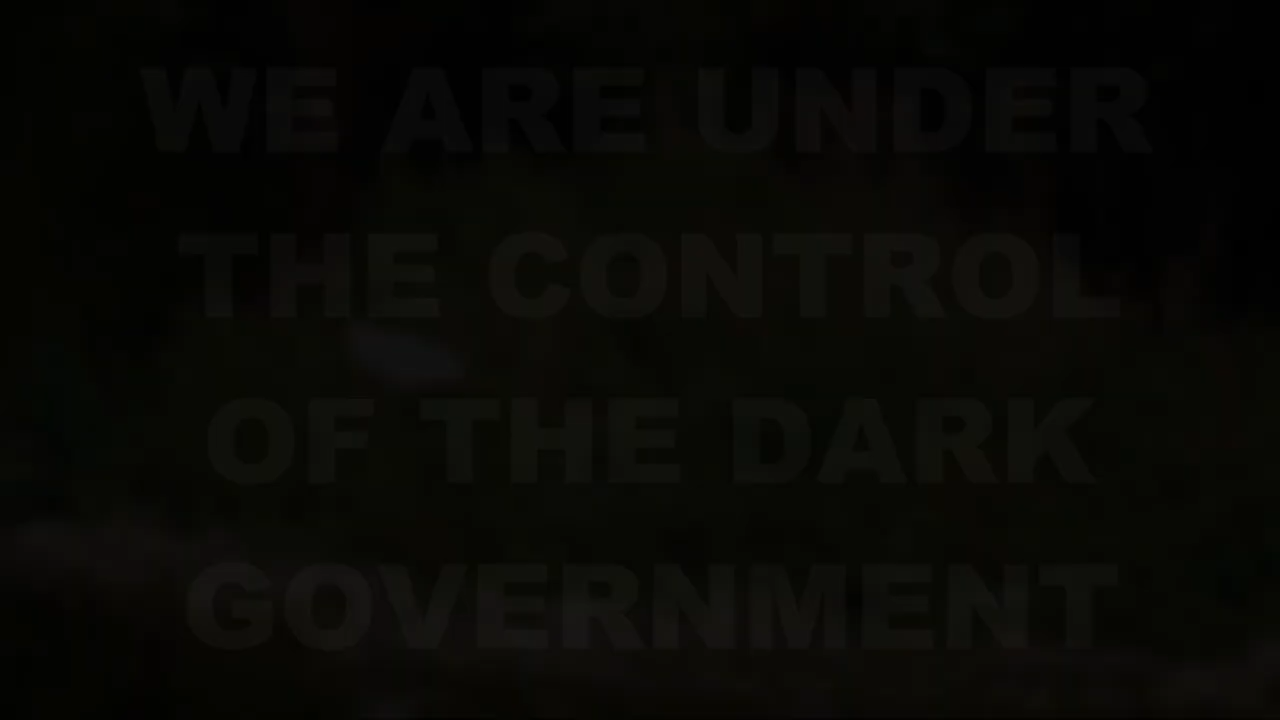 WE ARE UNDER
THE CONTROL
OF THE DARK
GOVERNMENT